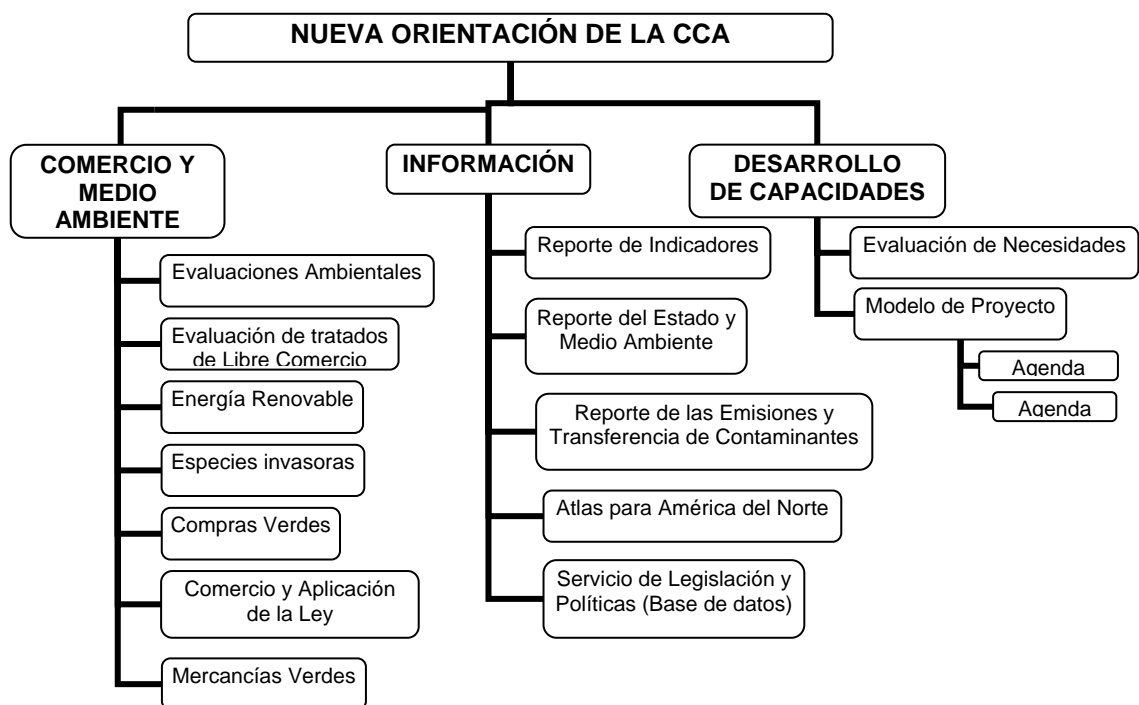 NUEVA ORIENTACIÓN DE LA CCA
COMERCIO Y
MEDIO
AMBIENTE
Evaluaciones Ambientales
Evaluación de tratados
de Libre Comercio
Energía Renovable
Especies invasoras
Compras Verdes
Comercio y Aplicación
de la Ley
Mercancías Verdes
INFORMACIÓN
Reporte de Indicadores
Reporte del Estado y
Medio Ambiente
Reporte de las Emisiones y
Transferencia de Contaminantes
Atlas para América del Norte
Servicio de Legislación y
Políticas (Base de datos)
DESARROLLO
DE CAPACIDADES
Evaluación de Necesidades
Modelo de Proyecto
Agenda
Agenda